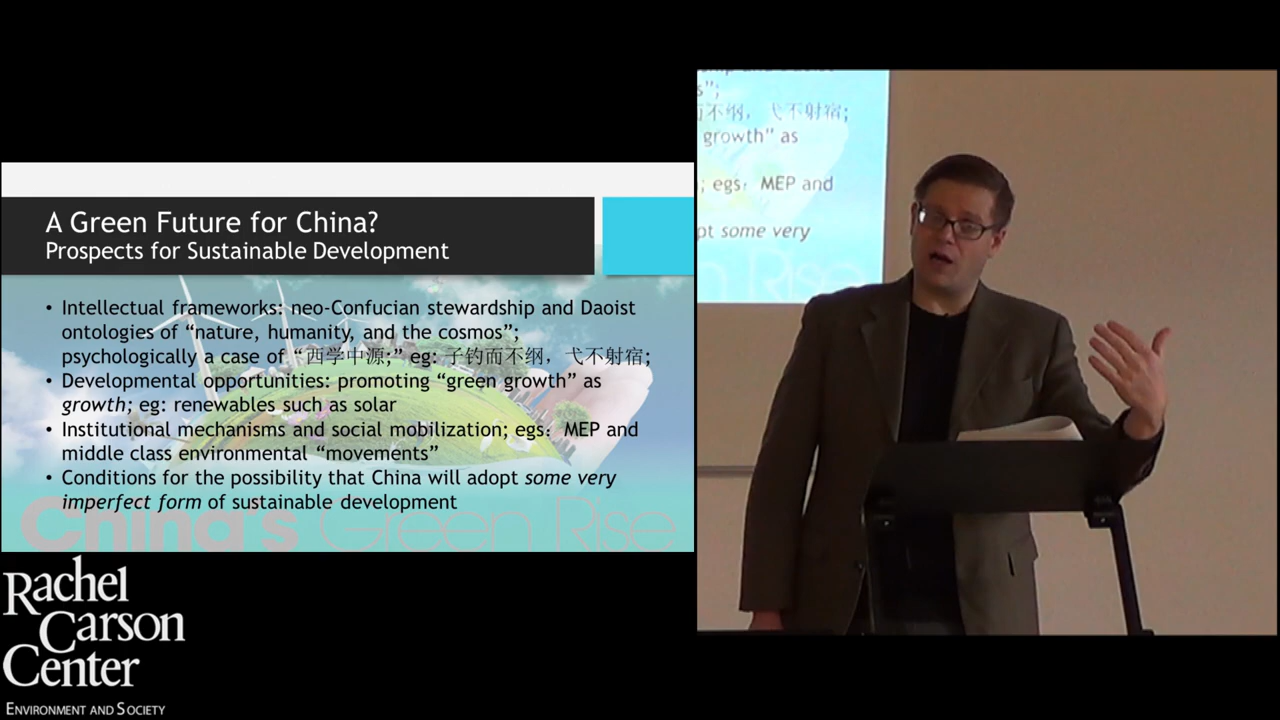 A Green Future for China?
Prospects for Sustainable Development
• Intellectual frameworks: neo-Confucian stewardship and Daoist
ontologies of “nature, humanity, and the cosmos”;
psychologically a case of “西学中源;” eg: 子钓而不纲，弋不射宿;
• Developmental opportunities: promoting “green growth” as
growth; eg: renewables such as solar
• Institutional mechanisms and social mobilization; egs： MEP and
middle class environmental “movements”
• Conditions for the possibility that China will adopt some very
imperfect form of sustainable development
China's Green Rise
Rachel
Carson
Center
ENVIRONMENT AND SOCIETY
s”;
而不纲，弋不射宿;
growth” as
; egs： MEP and
pt some very
n Rise